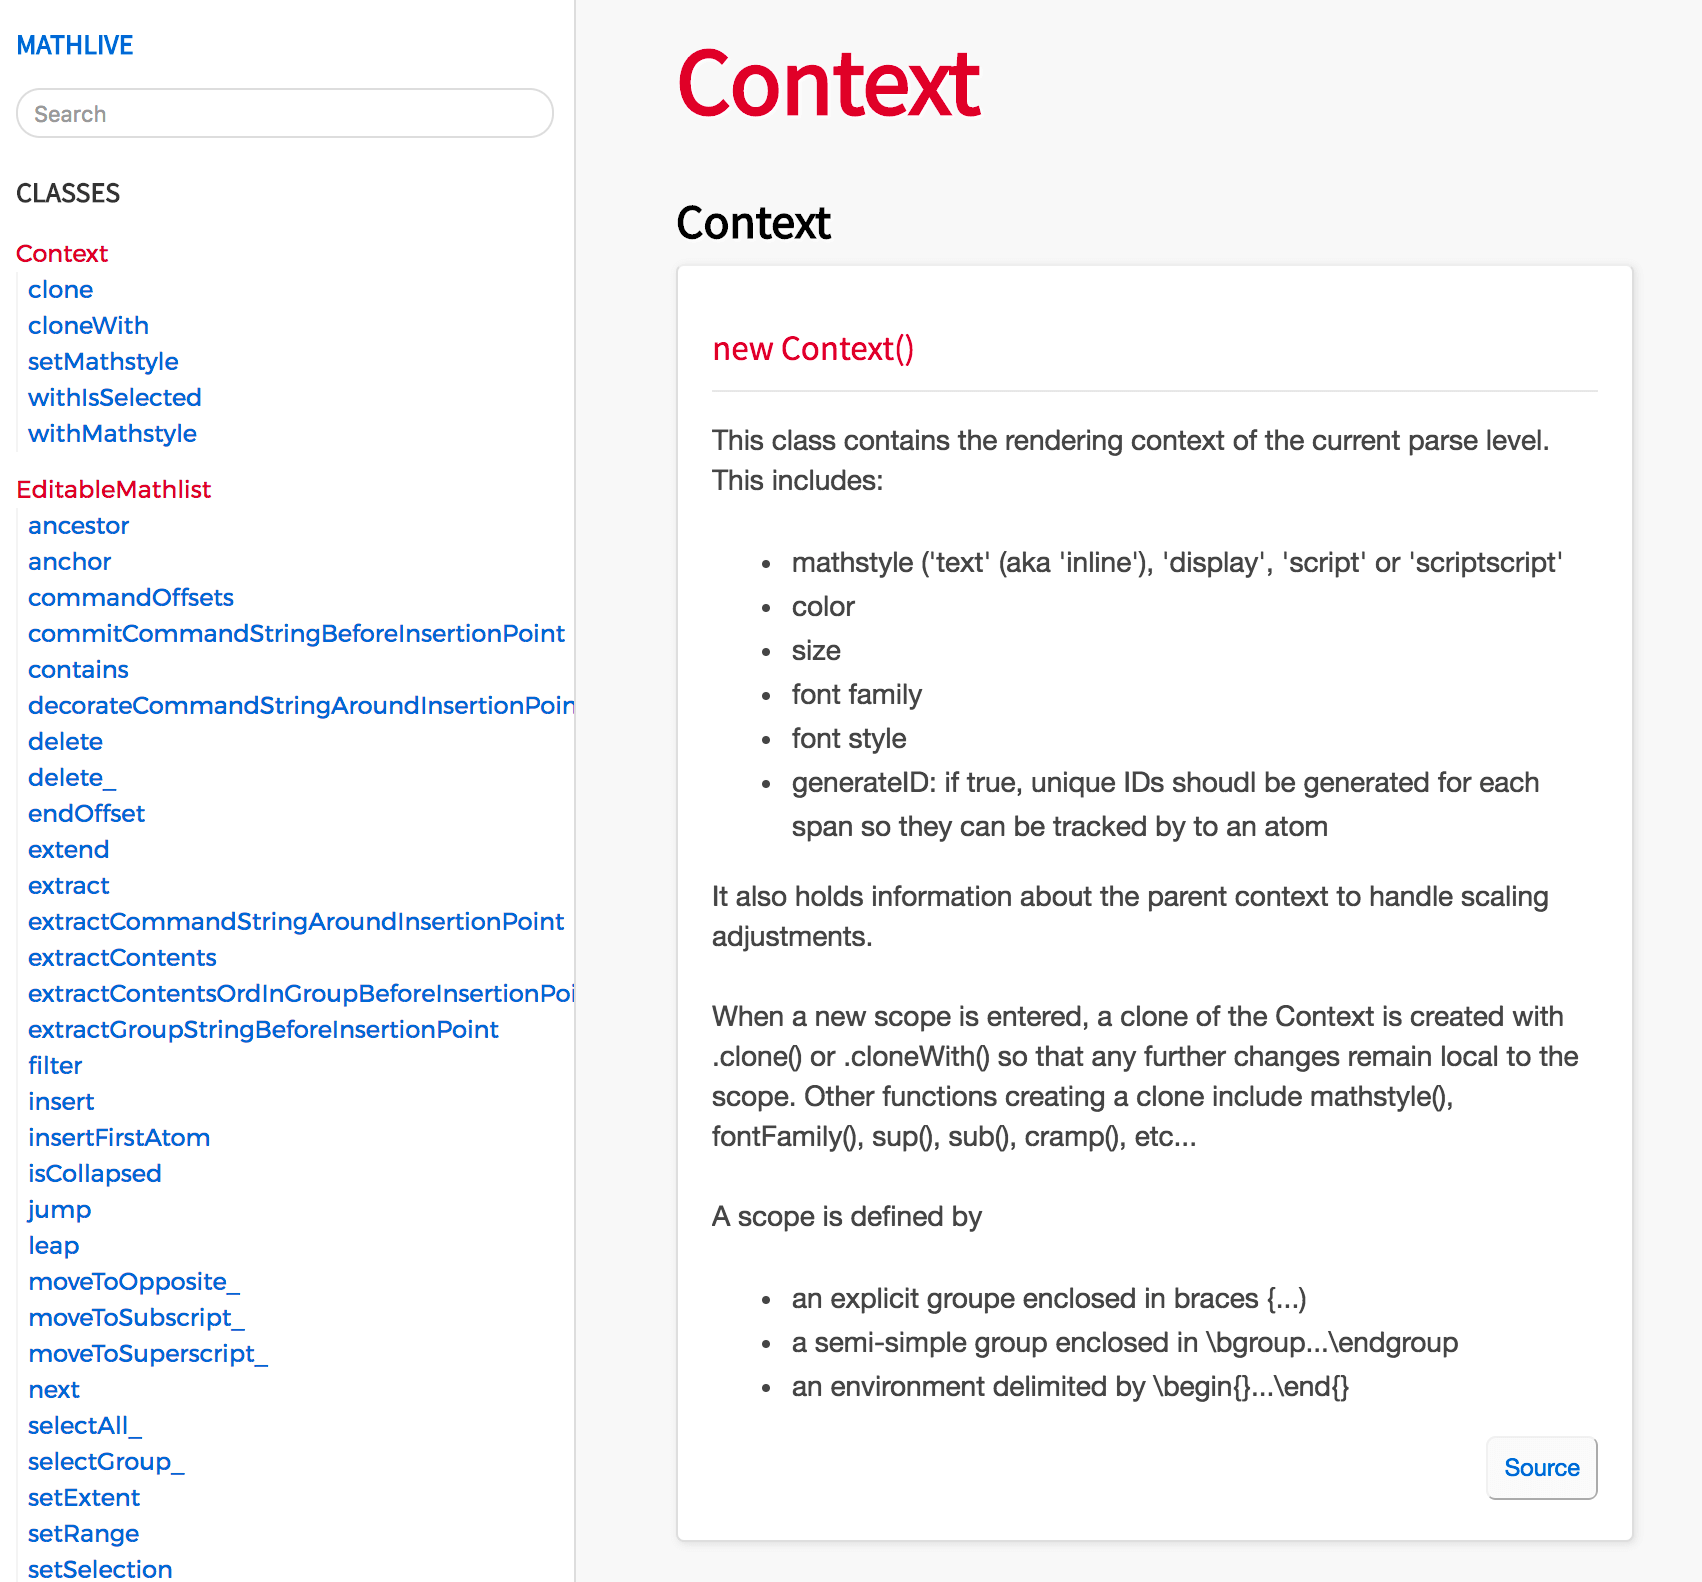 MATHLIVE
Search
CLASSES
Context
clone
cloneWith
setMathstyle
withIsSelected
withMathstyle
EditableMathlist
ancestor
anchor
commandOffsets
commitCommandStringBeforeInsertionPoint
contains
decorateCommandStringAroundInsertionPoin
delete
delete_
endOffset
extend
extract
extractCommandStringAroundInsertionPoint
extractContents
extractContentsOrdInGroupBeforeInsertionPoi
extractGroupStringBeforeInsertionPoint
filter
insert
insertFirstAtom
isCollapsed
jump
leap
moveToOpposite_
moveToSubscript_
moveToSuperscript_
next
selectAll_
selectGroup_
setExtent
setRange
setSelection
Context
Context
new Context()
This class contains the rendering context of the current parse level.
This includes:
• mathstyle ('text' (aka 'inline'), 'display', 'script' or 'scriptscript'
• color
• size
• font family
• font style
• generateID: if true, unique IDs shoudl be generated for each
span so they can be tracked by to an atom
It also holds information about the parent context to handle scaling
adjustments.
When a new scope is entered, a clone of the Context is created with
.clone() or .cloneWith() so that any further changes remain local to the
scope. Other functions creating a clone include mathstyle(),
fontFamily(), sup(), sub(), cramp(), etc...
A scope is defined by
• an explicit groupe enclosed in braces {...)
• a semi-simple group enclosed in \bgroup...\endgroup
• an environment delimited by \begin{}...\end{}
Source